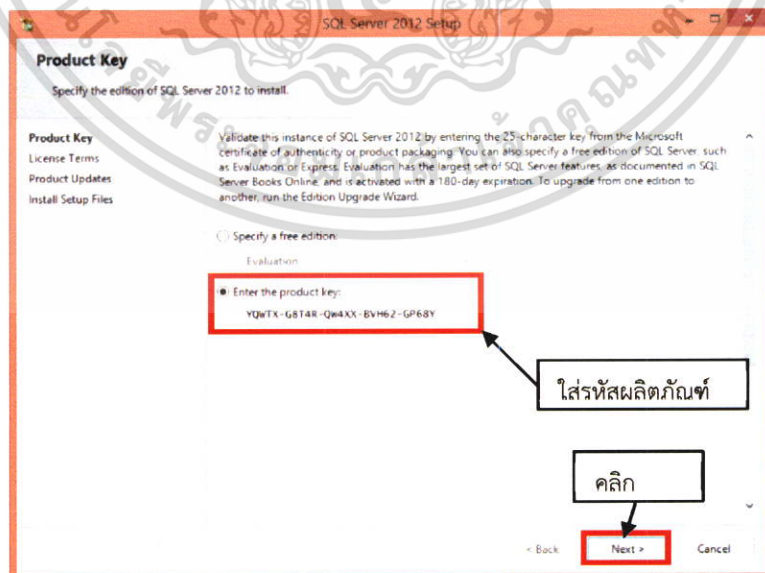 SQL Server 2012 Setup
Product Key
Specify the edition of SQL Server 2012 to install.
Product Key
License Terms
Product Updates
Install Setup Files
Validate this instance of SQL Server 2012 by entering the 25-character key from the Microsoft
certificate of authenticity or product packaging. You can also specify a free edition of SQL Server, such
as Evaluation or Express. Evaluation has the largest set of SQL Server features, as documented in SQL
Server Books Online, and is activated with a 180-day expiration. To upgrade from one edition to
another, run the Edition Upgrade Wizard.
Specify a free edition:
Evaluation
Enter the product key:
YQWTX-G8T4R-QW4XX-BVH62-GP68Y
ใส่รหัสผลิตภัณฑ์
คลิก
< Back
Next >
Cancel